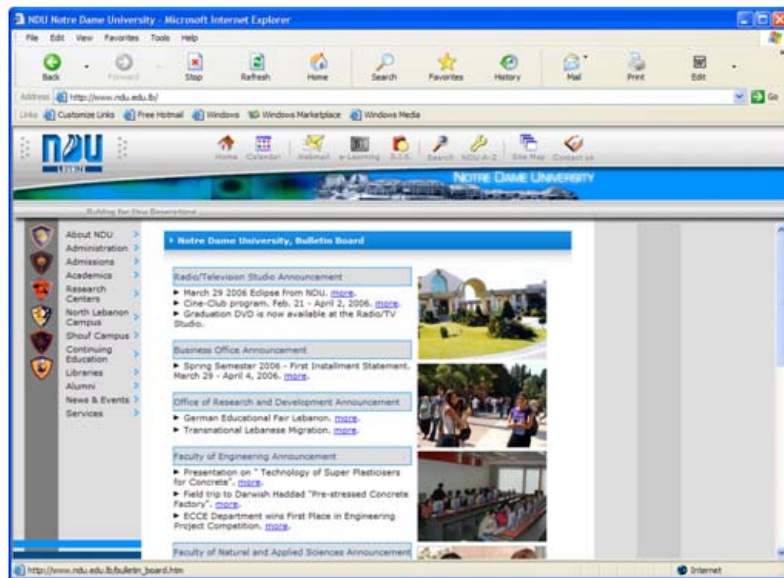 NDU Notre Dame University - Microsoft Internet Explorer
File Edit View Favorites Tools Help
Back Forward Stop Refresh Home Search Favorites History Mail Print Edit
Address http://www.ndu.edu.lb/ Go
Links Customize Links Free Hotmail Windows Windows Marketplace Windows Media
NDU
LOUAIZE
Home Calendar Webmail e-Learning S.I.S. Search NDU A-Z Site Map Contact us
NOTRE DAME UNIVERSITY
Building for New Generations
About NDU
Administration
Admissions
Academics
Research
Centers
North Lebanon
Campus
Shouf Campus
Continuing
Education
Libraries
Alumni
News & Events
Services
Notre Dame University, Bulletin Board
Radio/Television Studio Announcement
► March 29 2006 Eclipse from NDU. more.
► Cine-Club program. Feb. 21 - April 2, 2006. more.
► Graduation DVD is now available at the Radio/TV
Studio.
Business Office Announcement
► Spring Semester 2006 - First Installment Statement.
March 29 - April 4, 2006. more.
Office of Research and Development Announcement
► German Educational Fair Lebanon. more.
► Transnational Lebanese Migration. more.
Faculty of Engineering Announcement
► Presentation on " Technology of Super Plasticisers
for Concrete". more.
► Field trip to Darwish Haddad "Pre-stressed Concrete
Factory". more.
► ECCE Department wins First Place in Engineering
Project Competition. more.
Faculty of Natural and Applied Sciences Announcement
http://www.ndu.edu.lb/bulletin_board.htm Internet